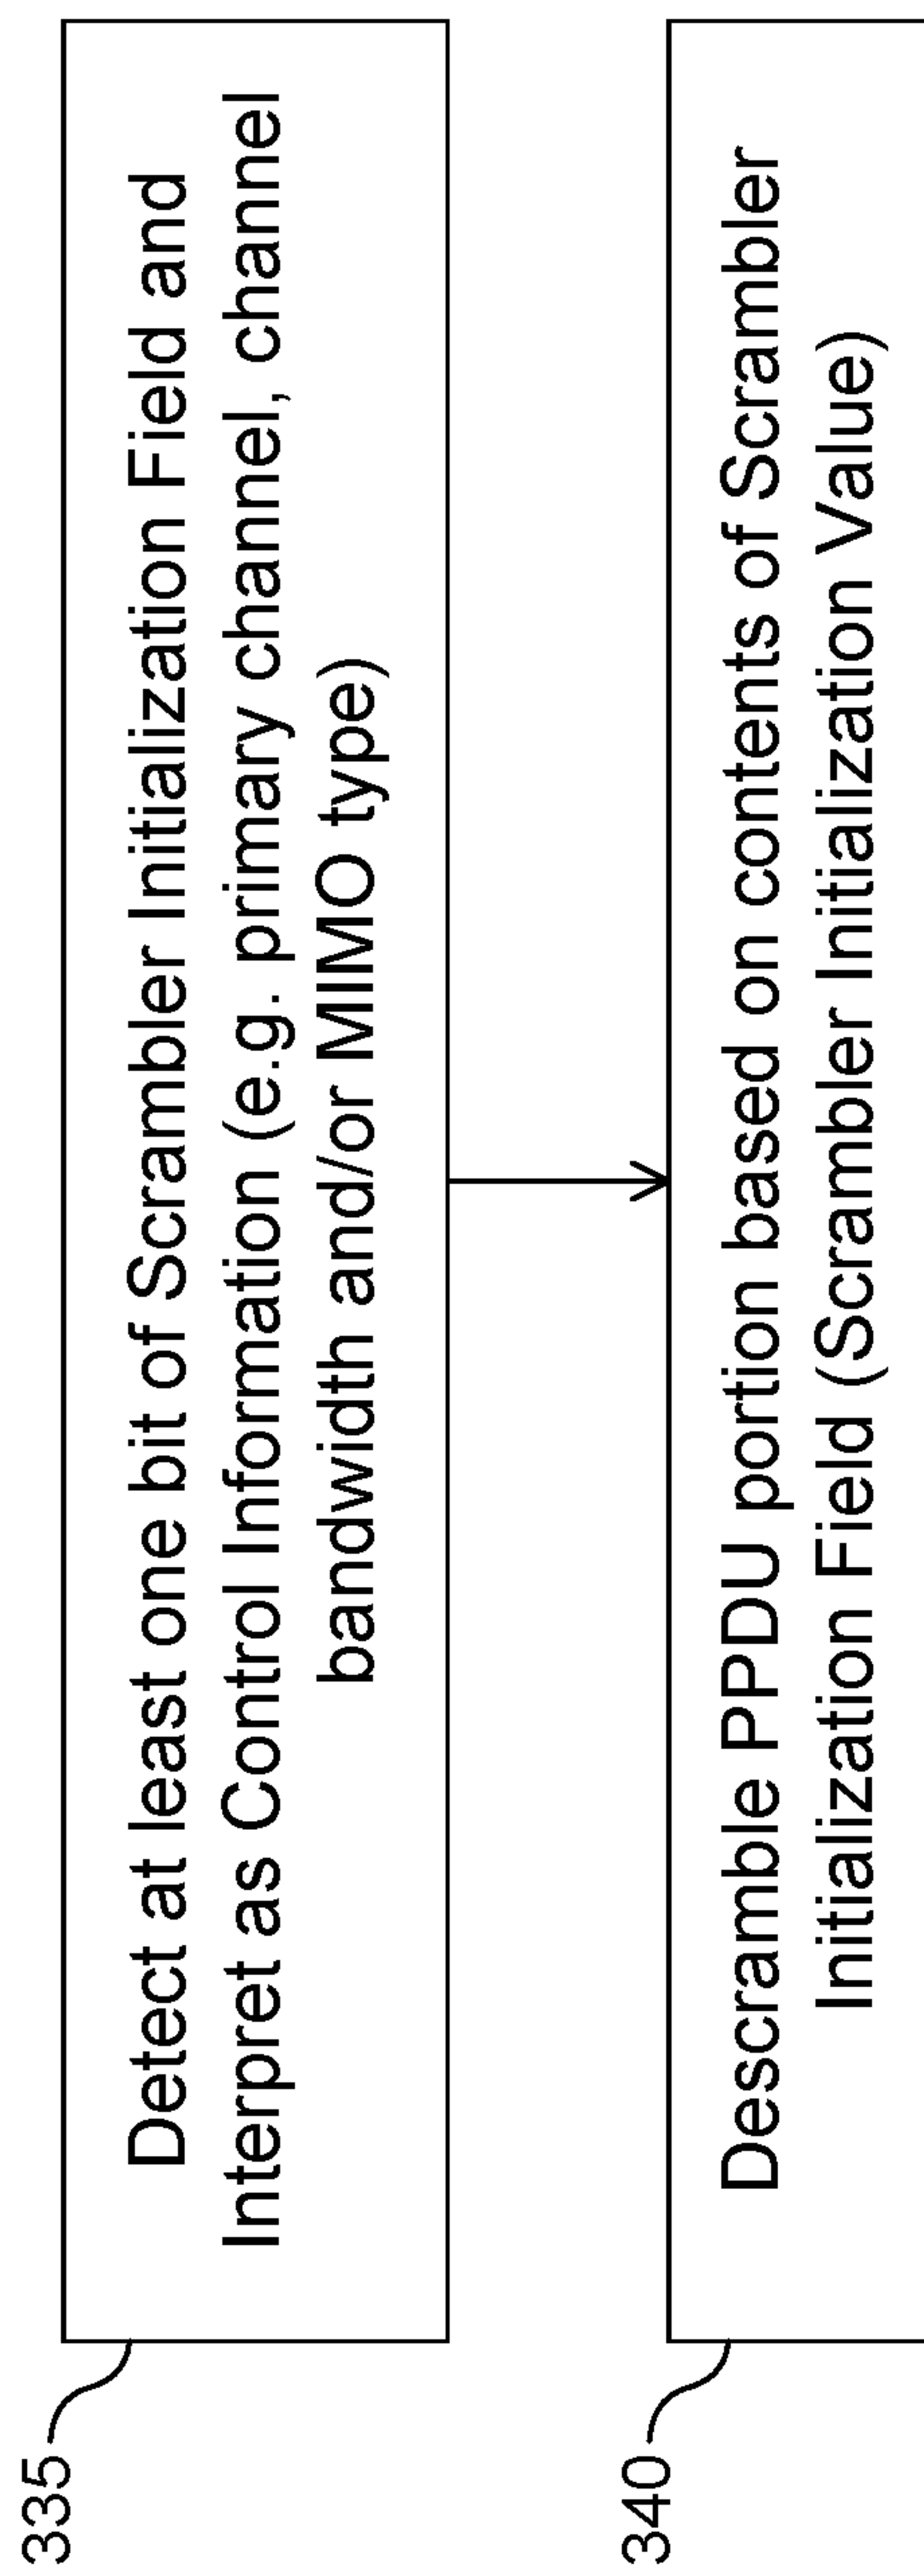 335
Detect at least one bit of Scrambler Initialization Field and
Interpret as Control Information (e.g. primary channel, channel
bandwidth and/or MIMO type)
340
Descramble PPDU portion based on contents of Scrambler
Initialization Field (Scrambler Initialization Value)